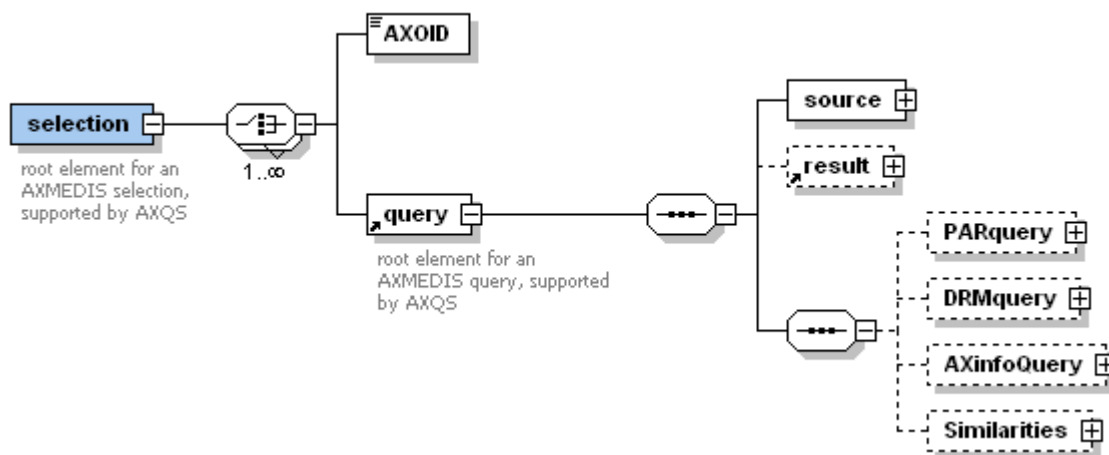 AXOID
selection
root element for an
AXMEDIS selection,
supported by AXQS
1..∞
query
root element for an
AXMEDIS query, supported
by AXQS
source
result
PARquery
DRMquery
AXinfoQuery
Similarities